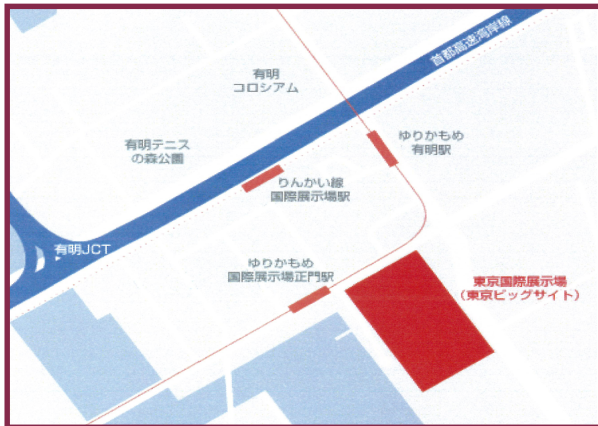 首都高速湾岸線
有明
コロシアム
ゆりかもめ
有明駅
有明テニス
の森公園
りんかい線
国際展示場駅
有明JCT
ゆりかもめ
国際展示場正門駅
東京国際展示場
(東京ビッグサイト)